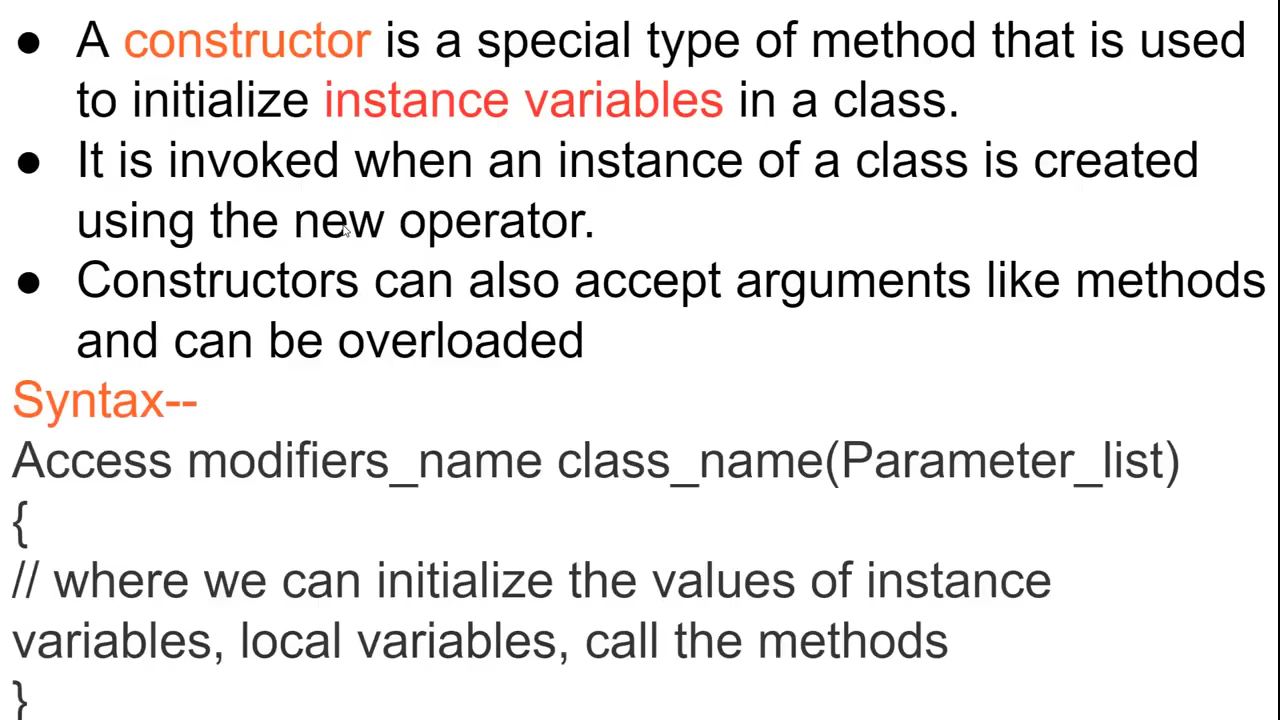 ● A constructor is a special type of method that is used
to initialize instance variables in a class.
● It is invoked when an instance of a class is created
using the new operator.
● Constructors can also accept arguments like methods
and can be overloaded
Syntax--
Access modifiers_name class_name(Parameter_list)
{
// where we can initialize the values of instance
variables, local variables, call the methods
}